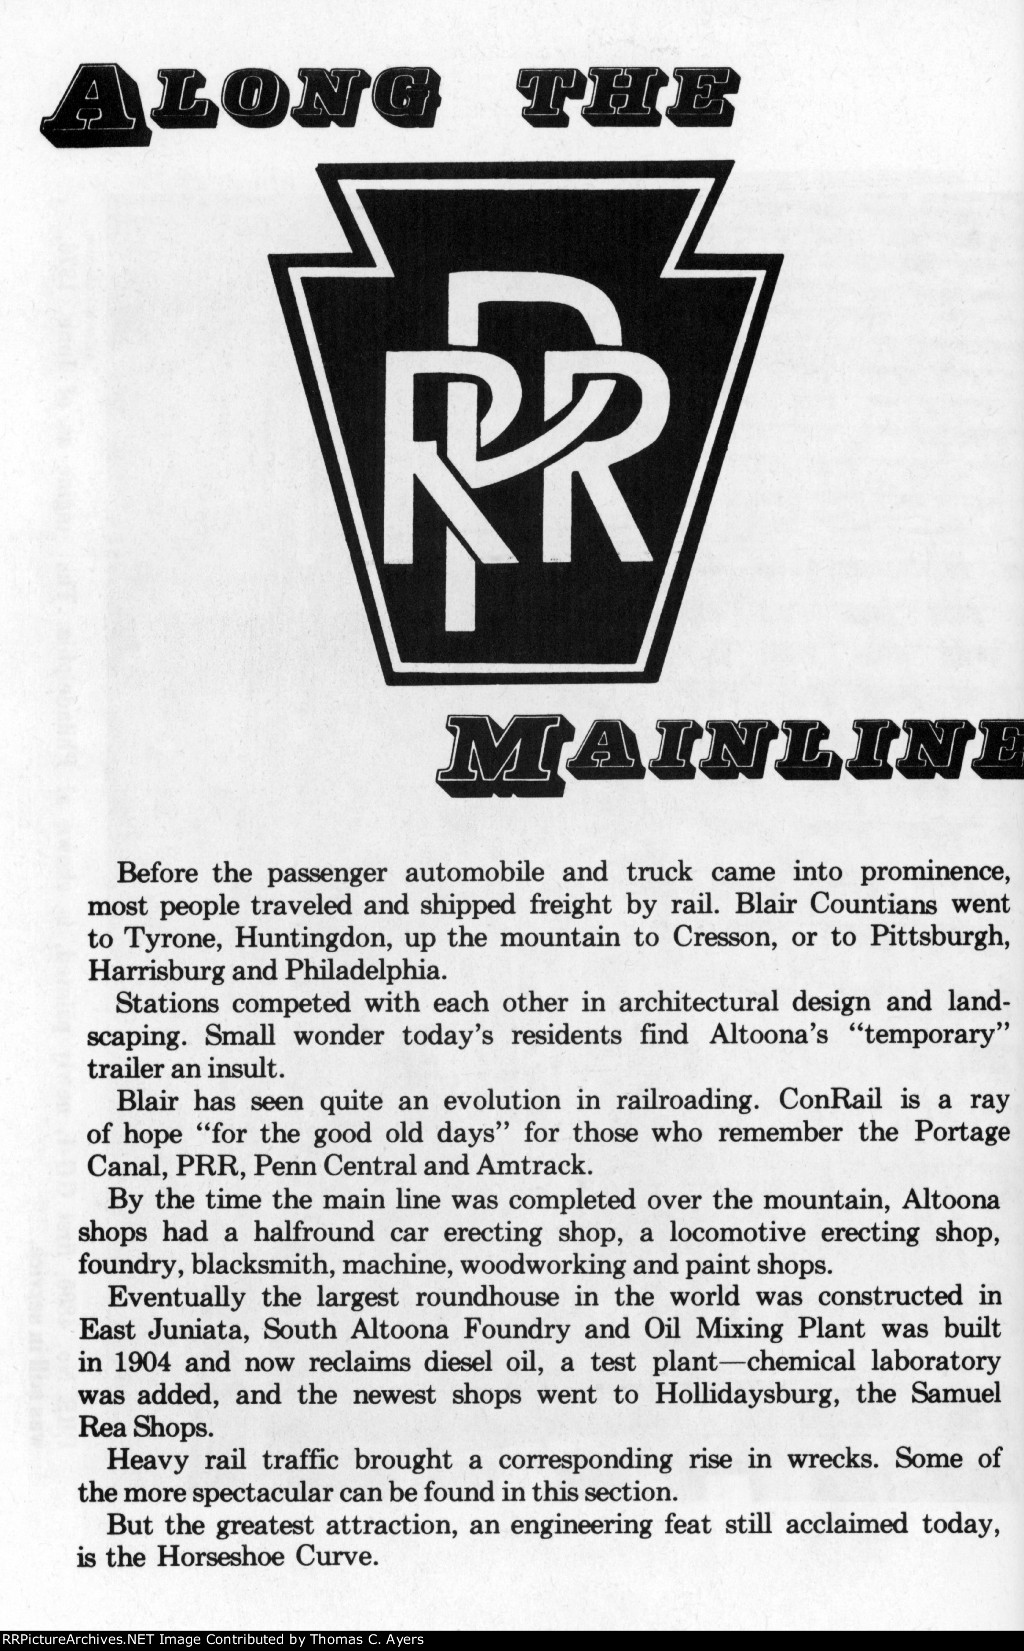 ALONG THE
PRR
MAINLINE
Before the passenger automobile and truck came into prominence,
most people traveled and shipped freight by rail. Blair Countians went
to Tyrone, Huntingdon, up the mountain to Cresson, or to Pittsburgh,
Harrisburg and Philadelphia.
Stations competed with each other in architectural design and land-
scaping. Small wonder today's residents find Altoona's “temporary”
trailer an insult.
Blair has seen quite an evolution in railroading. ConRail is a ray
of hope “for the good old days” for those who remember the Portage
Canal, PRR, Penn Central and Amtrack.
By the time the main line was completed over the mountain, Altoona
shops had a halfround car erecting shop, a locomotive erecting shop,
foundry, blacksmith, machine, woodworking and paint shops.
Eventually the largest roundhouse in the world was constructed in
East Juniata, South Altoona Foundry and Oil Mixing Plant was built
in 1904 and now reclaims diesel oil, a test plant—chemical laboratory
was added, and the newest shops went to Hollidaysburg, the Samuel
Rea Shops.
Heavy rail traffic brought a corresponding rise in wrecks. Some of
the more spectacular can be found in this section.
But the greatest attraction, an engineering feat still acclaimed today,
is the Horseshoe Curve.
RRPictureArchives.NET Image Contributed by Thomas C. Ayers